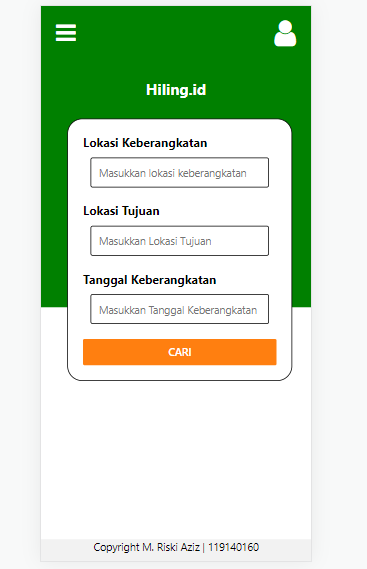 Hiling.id
Lokasi Keberangkatan
Masukkan lokasi keberangkatan
Lokasi Tujuan
Masukkan Lokasi Tujuan
Tanggal Keberangkatan
Masukkan Tanggal Keberangkatan
CARI
Copyright M. Riski Aziz | 119140160